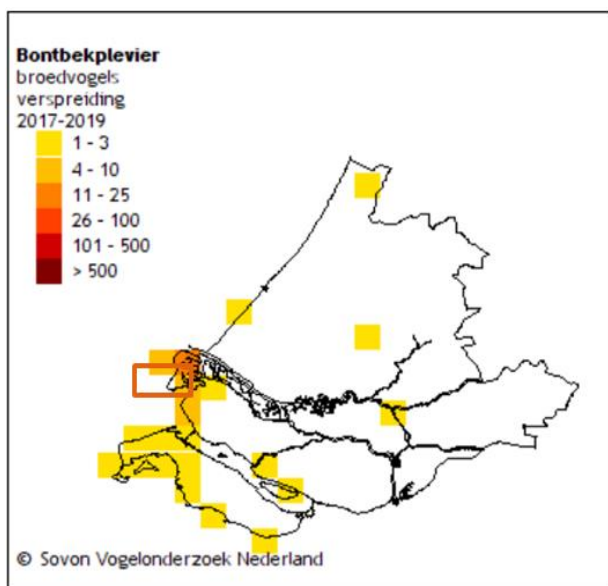 Bontbekplevier
broedvogels
verspreiding
2017-2019
1 - 3
4 - 10
11 - 25
26 - 100
101 - 500
> 500
© Sovon Vogelonderzoek Nederland